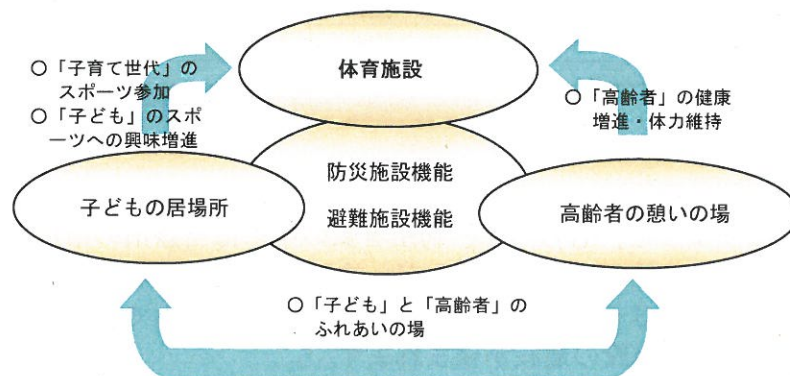 体育施設
○「子育て世代」の
スポーツ参加
○「子ども」のスポ
ーツへの興味増進
○「高齢者」の健康
増進・体力維持
防災施設機能
避難施設機能
子どもの居場所
高齢者の憩いの場
○「子ども」と「高齢者」の
ふれあいの場